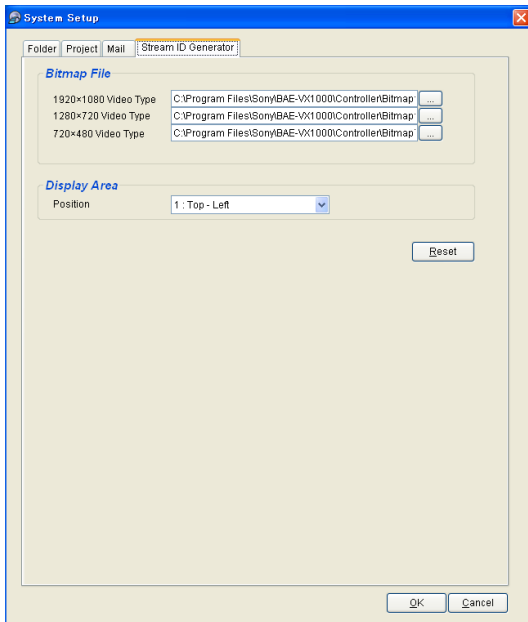 System Setup
Folder Project Mail Stream ID Generator
Bitmap File
1920×1080 Video Type C:\Program Files\Sony\BAE-VX1000\Controller\Bitmap ...
1280×720 Video Type C:\Program Files\Sony\BAE-VX1000\Controller\Bitmap ...
720×480 Video Type C:\Program Files\Sony\BAE-VX1000\Controller\Bitmap ...
Display Area
Position 1 : Top - Left
Reset
OK Cancel